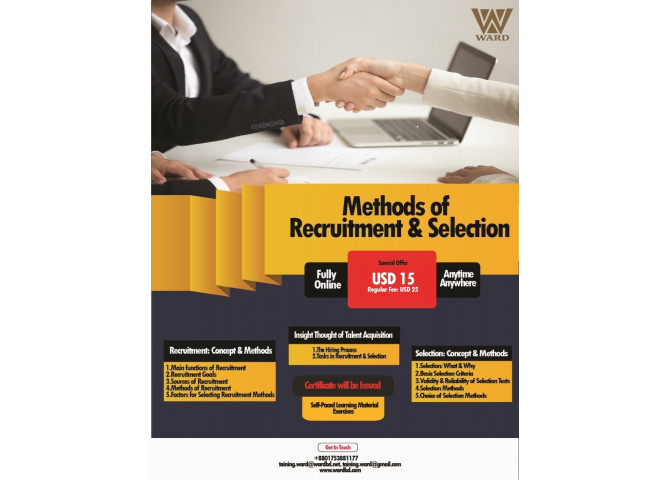 WARD
Methods of
Recruitment & Selection
Fully
Online
Special Offer
USD 15
Regular Fee: USD 25
Anytime
Anywhere
Insight Thought of Talent Acquisition
1.The Hiring Process
2.Tasks in Recruitment & Selection
Recruitment: Concept & Methods
1.Main functions of Recruitment
2.Recruitment Goals
3.Sources of Recruitment
4.Methods of Recruitment
5.Factors for Selecting Recruitment Methods
Selection: Concept & Methods
1.Selection: What & Why
2.Basic Selection Criteria
3.Validity & Reliability of Selection Tests
4.Selection Methods
5.Choice of Selection Methods
Certificate will be Issued
Self-Paced Learning Material
Exercises
Get in Touch
+8801753881177
taining.ward@wardbd.net, taining.ward@gmail.com
www.wardbd.com